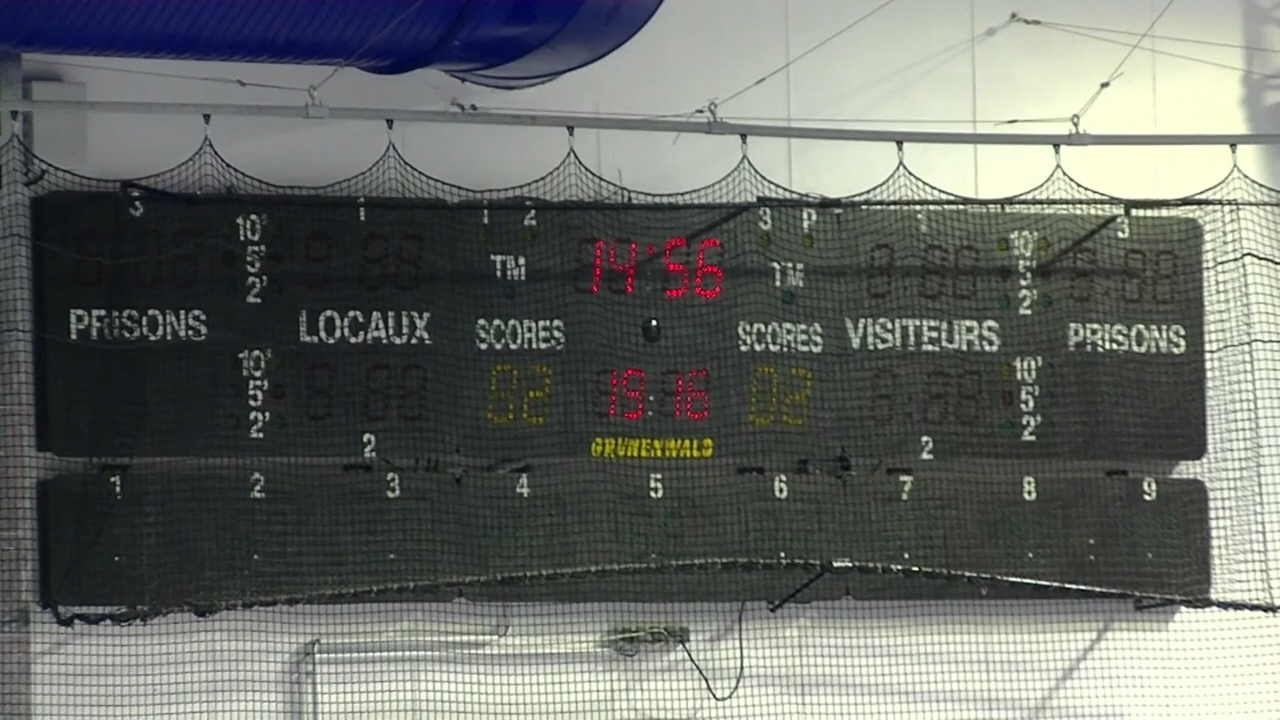 3 10' 1 1 2 14:56 3 P 1 10' 3
5' TM TM 5'
2' 2'
PRISONS LOCAUX SCORES SCORES VISITEURS PRISONS
10' 10'
5' 02 19:16 02 5'
2' 2'
2 GRUNENWALD 2
1 2 3 4 5 6 7 8 9